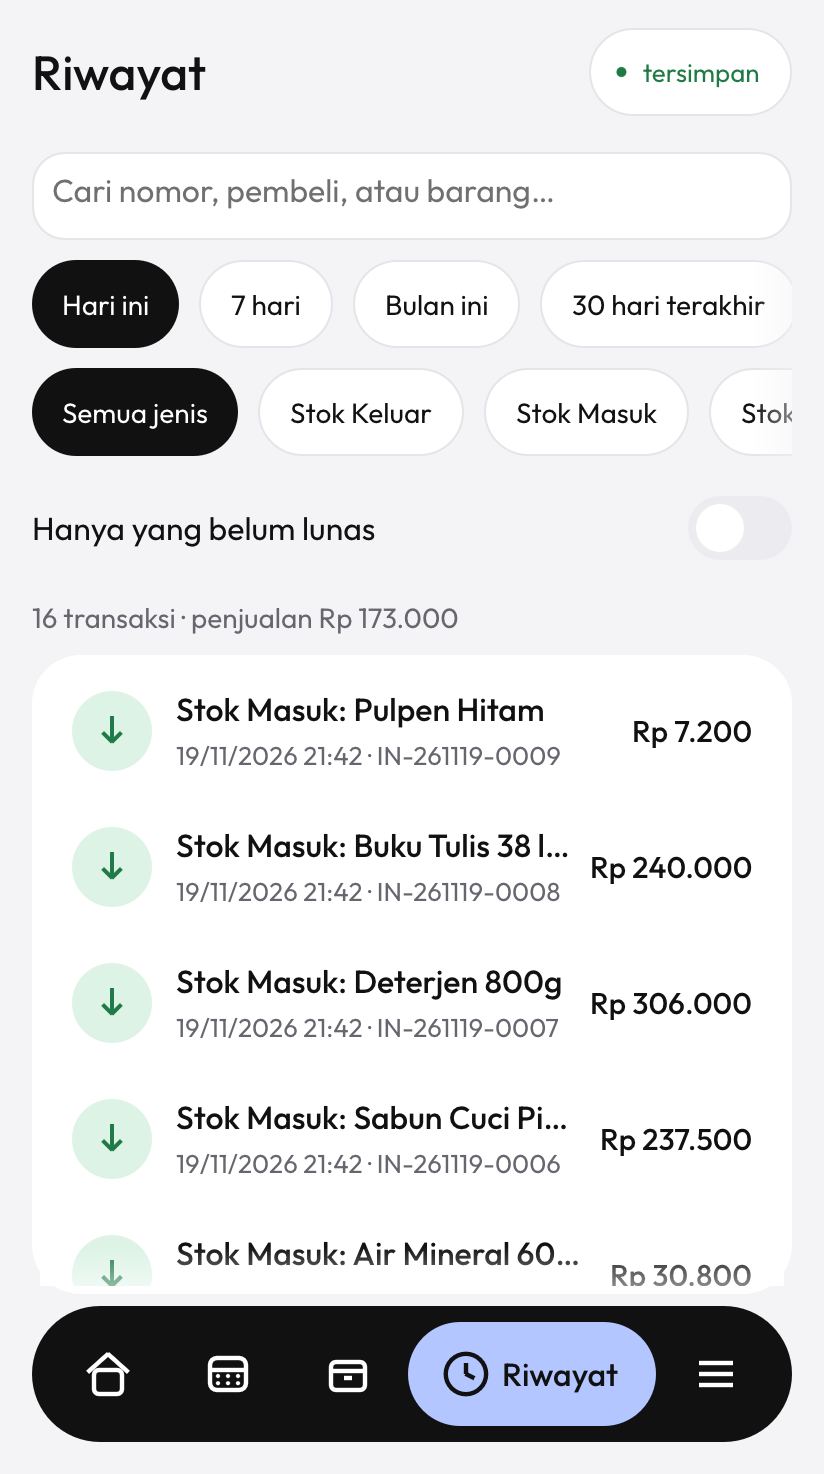 Riwayat
tersimpan
Cari nomor, pembeli, atau barang...
Hari ini
7 hari
Bulan ini
30 hari terakhir
Semua jenis
Stok Keluar
Stok Masuk
Stok
Hanya yang belum lunas
16 transaksi · penjualan Rp 173.000
Stok Masuk: Pulpen Hitam
Rp 7.200
19/11/2026 21:42 · IN-261119-0009
Stok Masuk: Buku Tulis 38 l...
Rp 240.000
19/11/2026 21:42 · IN-261119-0008
Stok Masuk: Deterjen 800g
Rp 306.000
19/11/2026 21:42 · IN-261119-0007
Stok Masuk: Sabun Cuci Pi...
Rp 237.500
19/11/2026 21:42 · IN-261119-0006
Stok Masuk: Air Mineral 60...
Rp 30.800
Riwayat